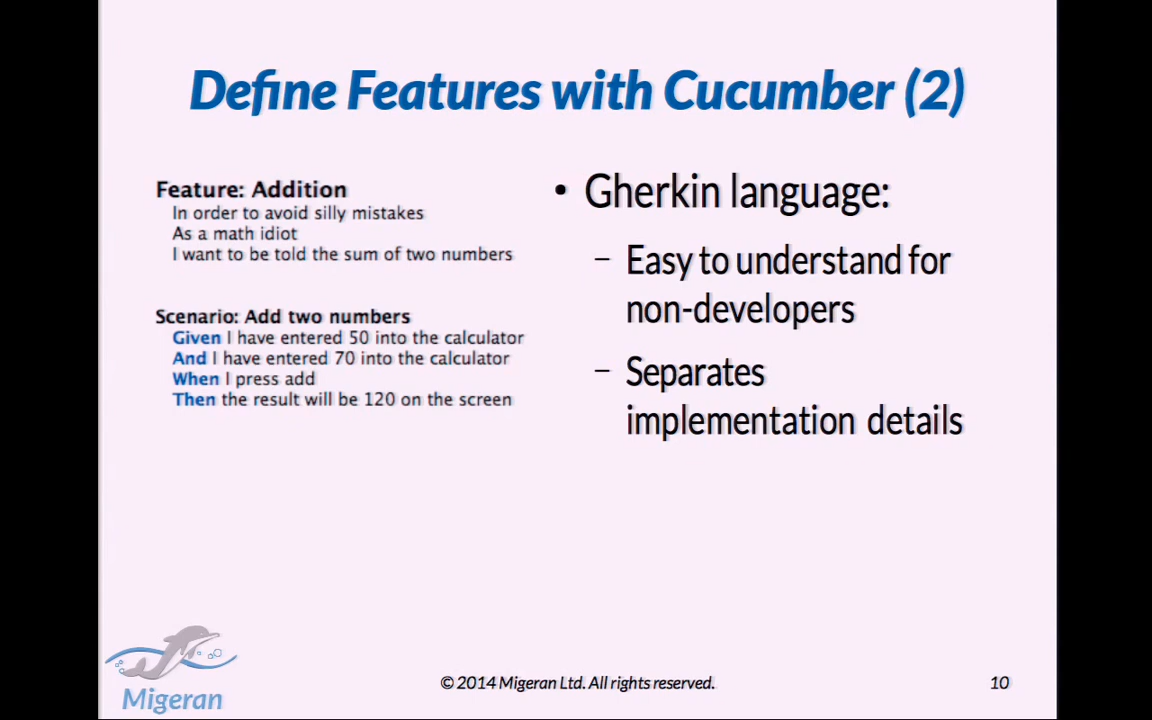 Define Features with Cucumber (2)
Feature: Addition
In order to avoid silly mistakes
As a math idiot
I want to be told the sum of two numbers
Scenario: Add two numbers
Given I have entered 50 into the calculator
And I have entered 70 into the calculator
When I press add
Then the result will be 120 on the screen
• Gherkin language:
– Easy to understand for
non-developers
– Separates
implementation details
Migeran
© 2014 Migeran Ltd. All rights reserved.
10